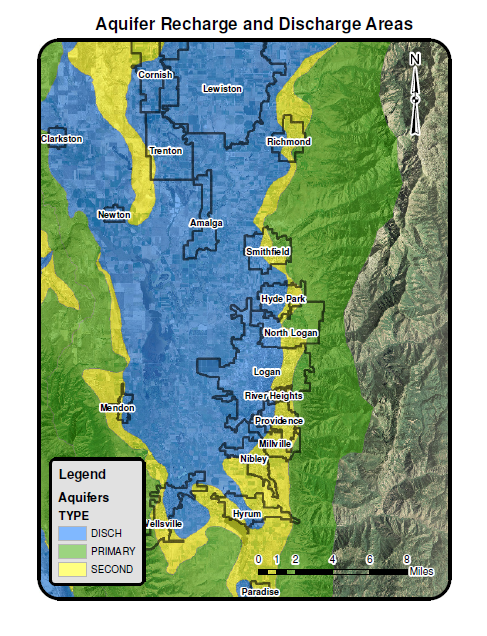 Aquifer Recharge and Discharge Areas
N
Cornish
Lewiston
Clarkston
Richmond
Trenton
Newton
Amalga
Smithfield
Hyde Park
North Logan
Logan
River Heights
Mendon
Providence
Millville
Nibley
Hyrum
Wellsville
Paradise
Legend
Aquifers
TYPE
DISCH
PRIMARY
SECOND
0 1 2 4 6 8
Miles